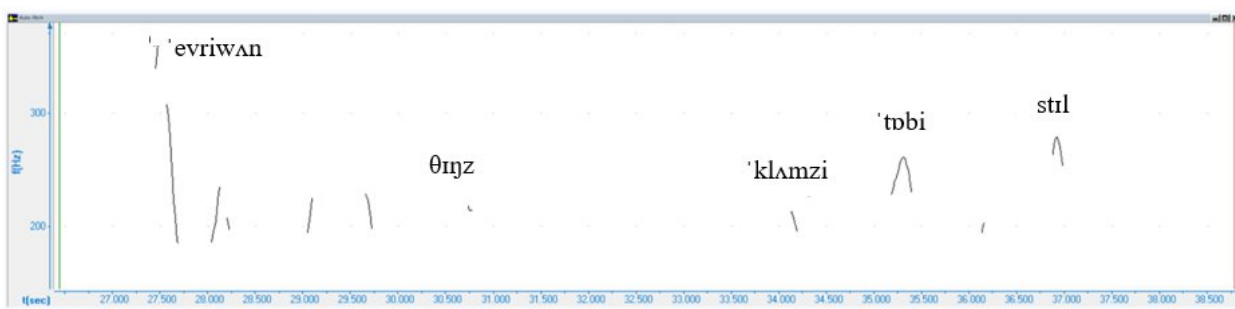 Auto Pitch
ˈevriwʌn
stɪl
ˈtɒbi
300
f(Hz)
θɪŋz
ˈklʌmzi
200
t(sec) 27.000 27.500 28.000 28.500 29.000 29.500 30.000 30.500 31.000 31.500 32.000 32.500 33.000 33.500 34.000 34.500 35.000 35.500 36.000 36.500 37.000 37.500 38.000 38.500